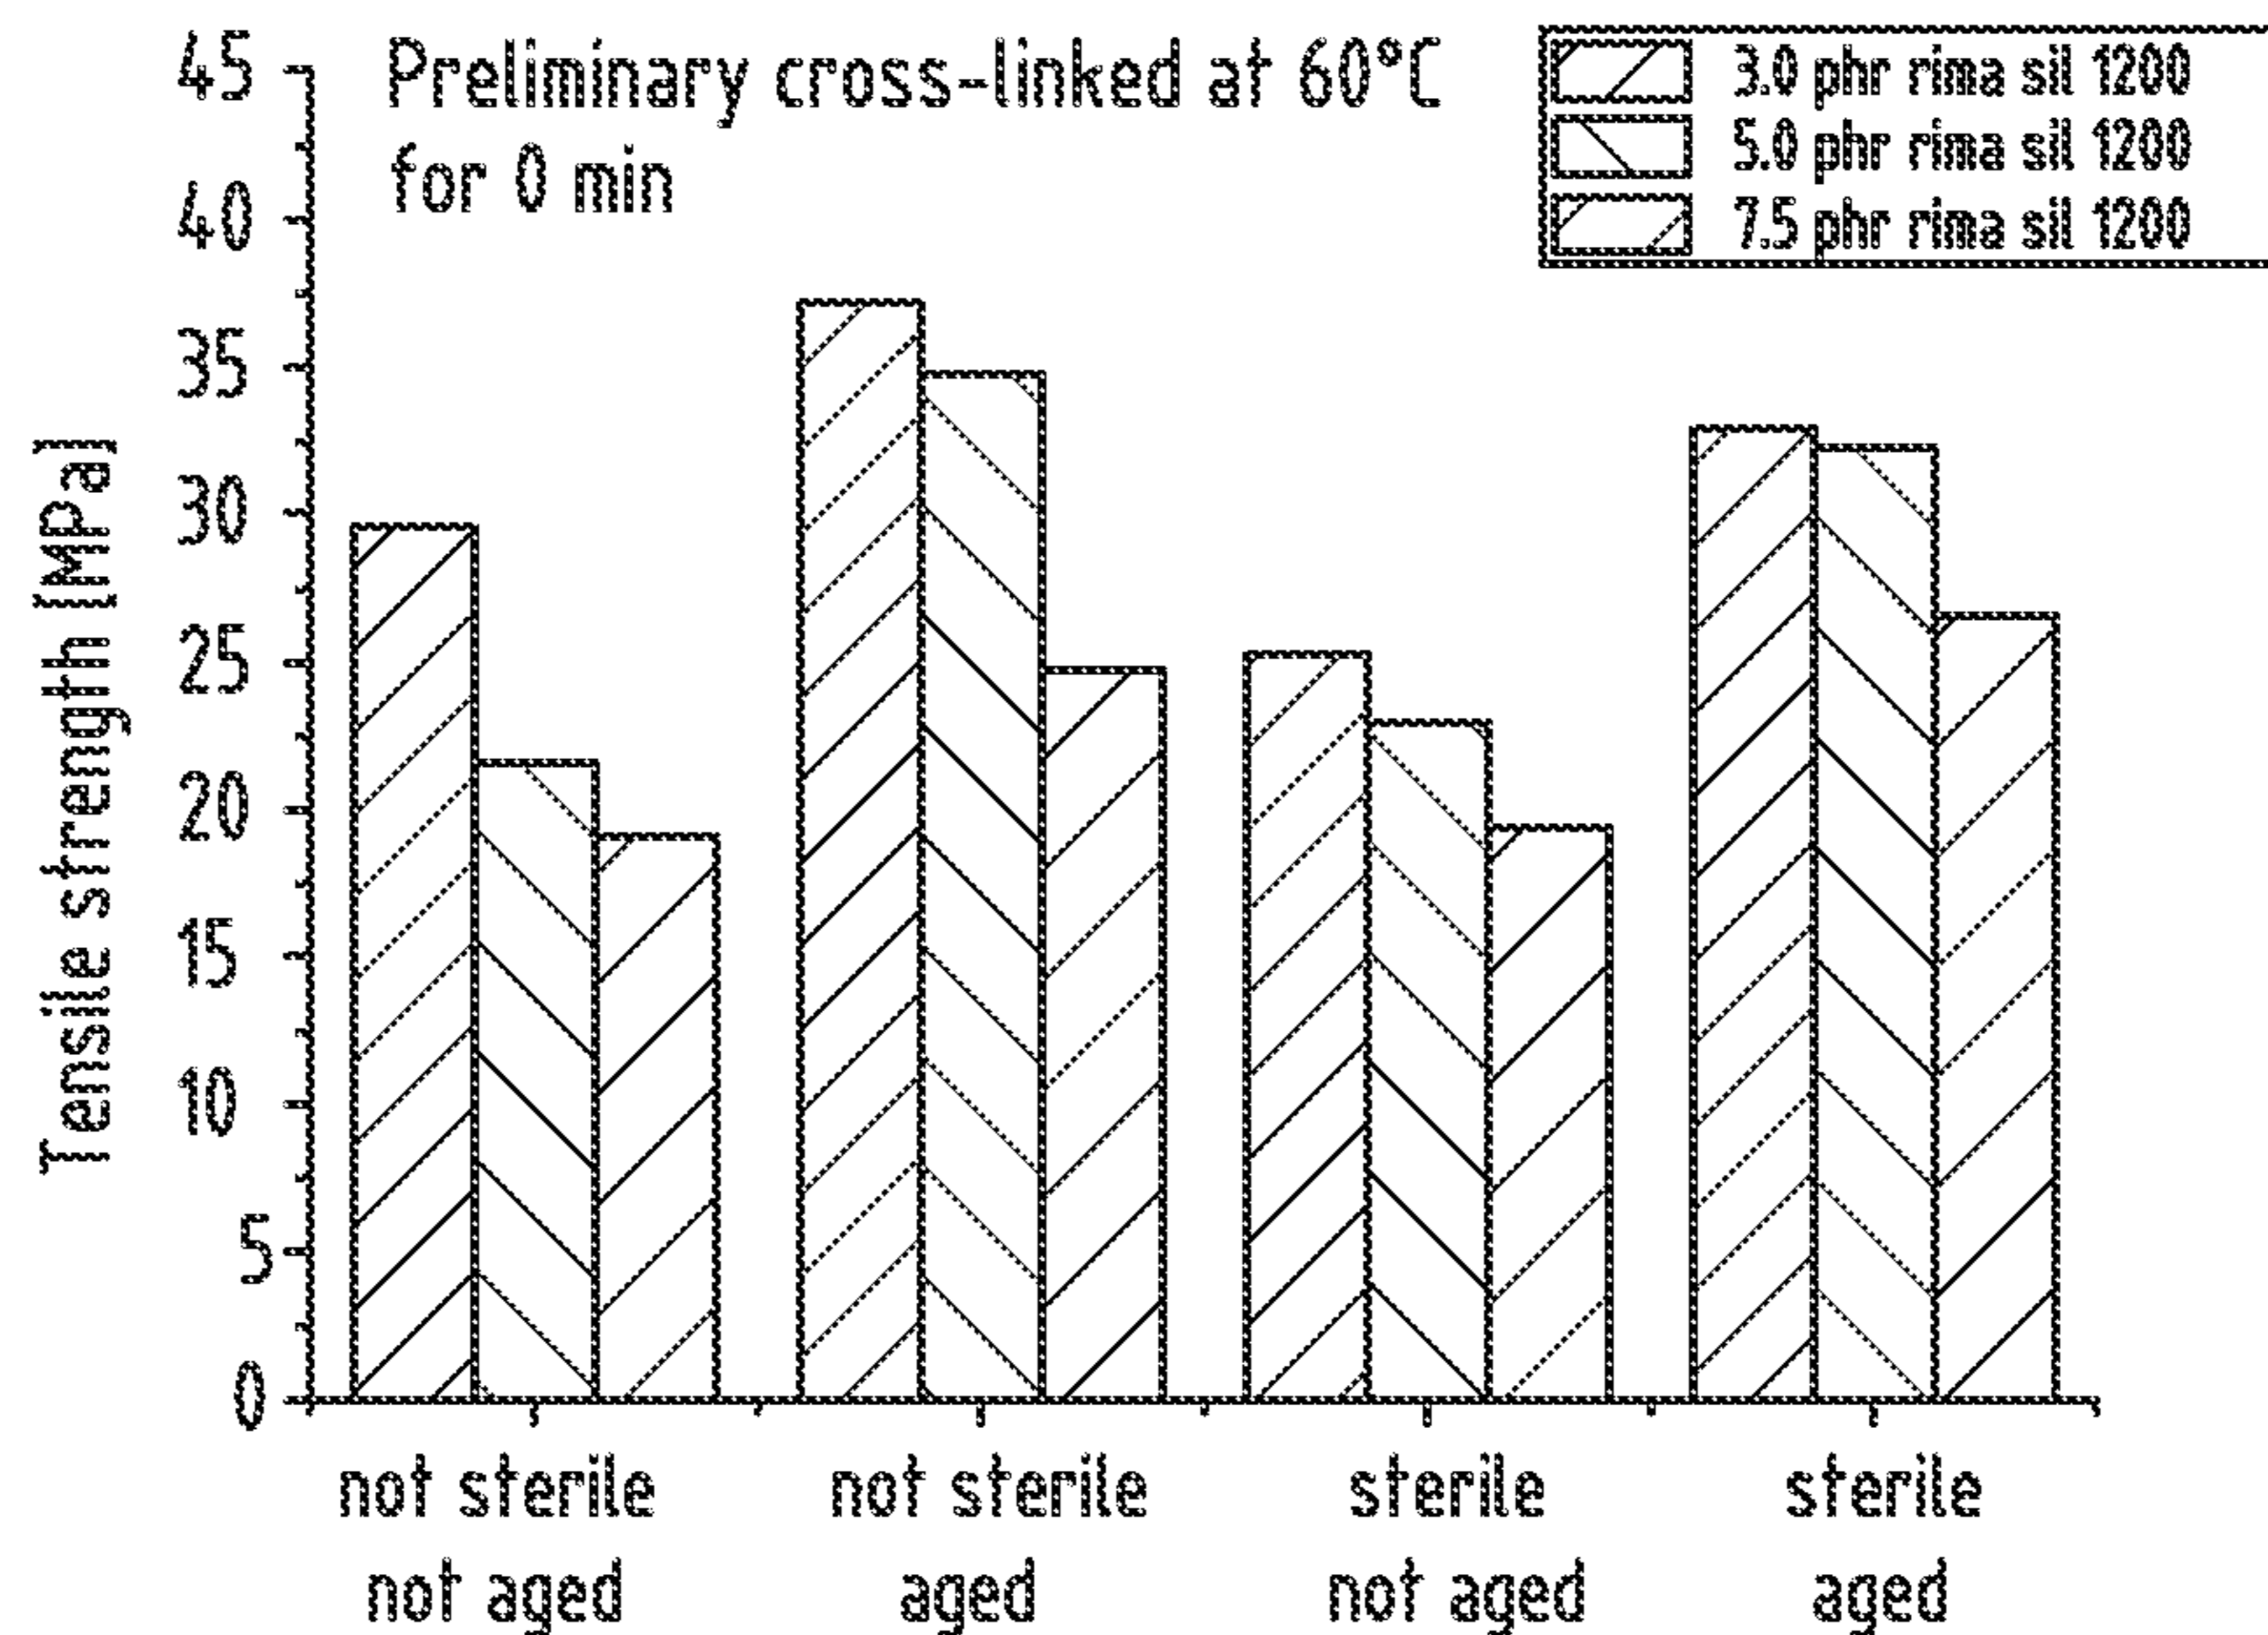 Preliminary cross-linked at 60°C
for 0 min
3.0 phr rima sil 1200
5.0 phr rima sil 1200
7.5 phr rima sil 1200
Tensile strength [MPa]
45
40
35
30
25
20
15
10
5
0
not sterile not sterile sterile sterile
not aged aged not aged aged